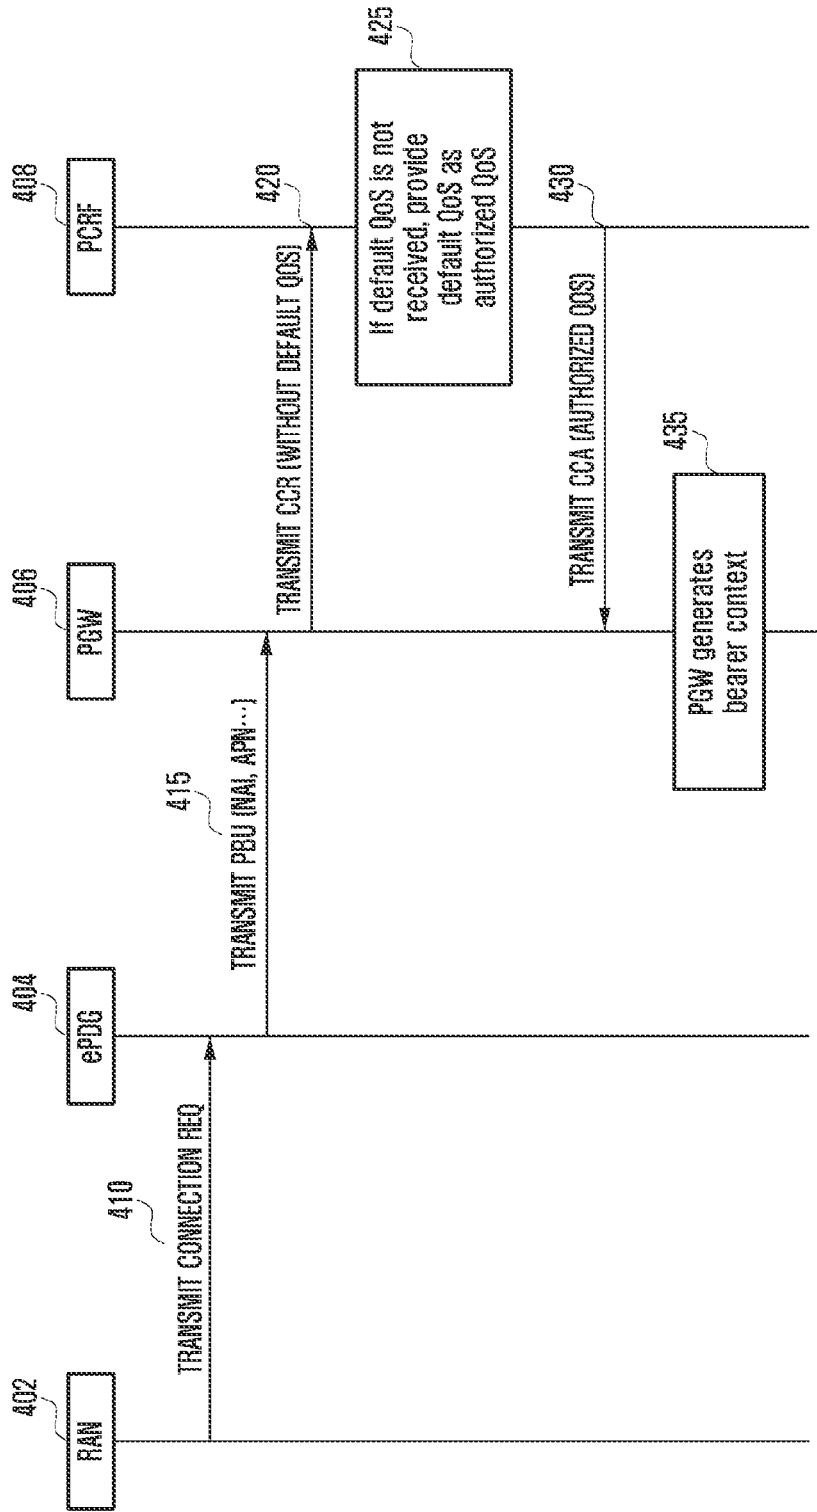 402
RAN
404
ePDG
406
PGW
408
PCRF
410
TRANSMIT CONNECTION REQ
415
TRANSMIT PBU (NAI, APN···)
TRANSMIT CCR (WITHOUT DEFAULT QOS)
420
425
If default QoS is not
received, provide
default QoS as
authorized QoS
TRANSMIT CCA (AUTHORIZED QOS)
430
435
PGW generates
bearer context